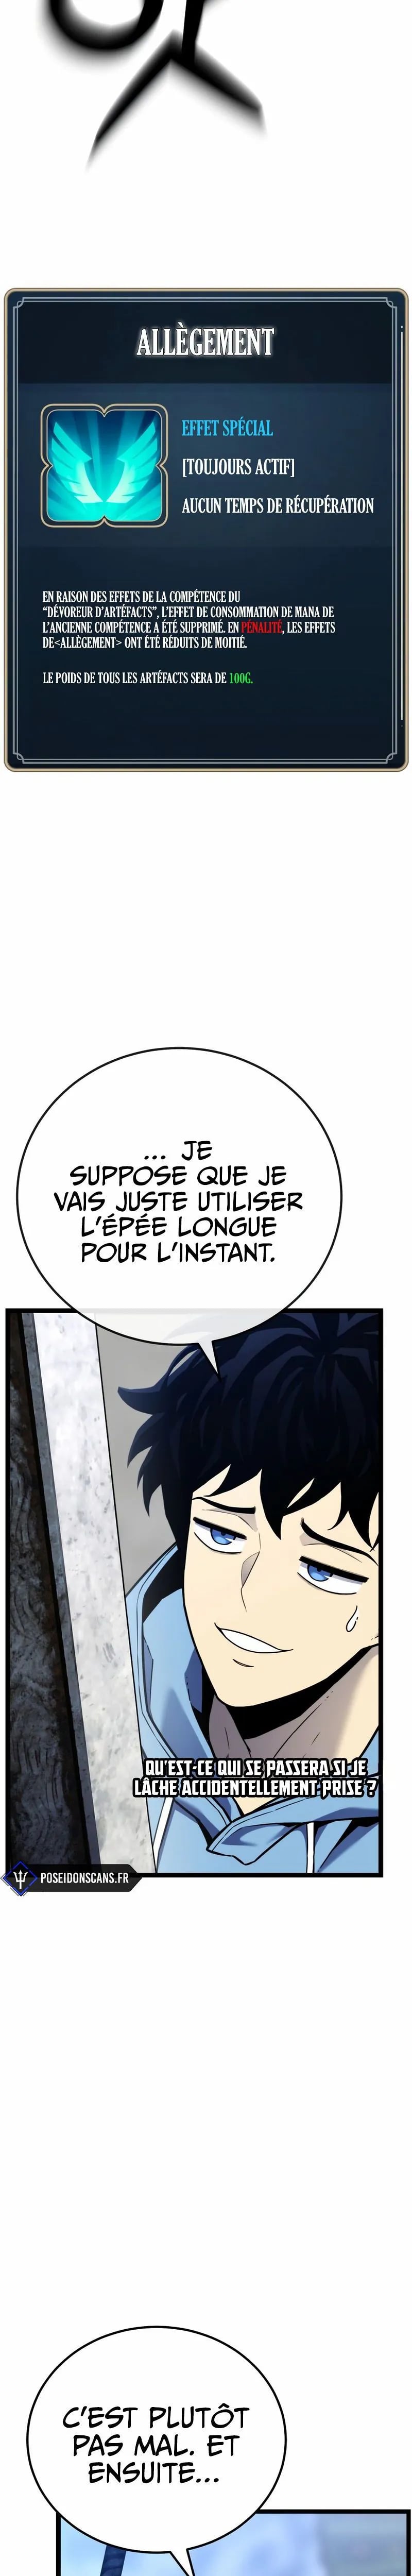 ALLÈGEMENT
EFFET SPÉCIAL
[TOUJOURS ACTIF]
AUCUN TEMPS DE RÉCUPÉRATION
EN RAISON DES EFFETS DE LA COMPÉTENCE DU
“DÉVOREUR D'ARTÉFACTS”, L'EFFET DE CONSOMMATION DE MANA DE
L'ANCIENNE COMPÉTENCE A ÉTÉ SUPPRIMÉ. EN PÉNALITÉ, LES EFFETS
DE<ALLÈGEMENT> ONT ÉTÉ RÉDUITS DE MOITIÉ.
LE POIDS DE TOUS LES ARTÉFACTS SERA DE 100G.
... JE
SUPPOSE QUE JE
VAIS JUSTE UTILISER
L'ÉPÉE LONGUE
POUR L'INSTANT.
QU'EST-CE QUI SE PASSERA SI JE
LÂCHE ACCIDENTELLEMENT PRISE ?
POSEIDONSCANS.FR
C'EST PLUTÔT
PAS MAL. ET
ENSUITE...